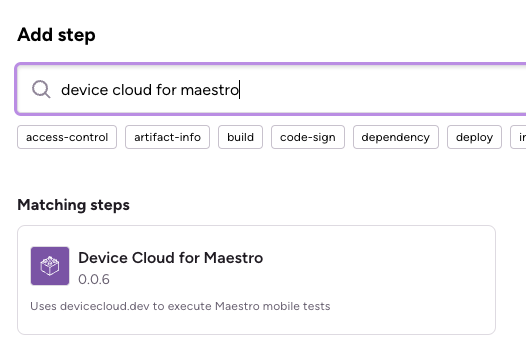 Add step
device cloud for maestro
access-control artifact-info build code-sign dependency deploy
Matching steps
Device Cloud for Maestro
0.0.6
Uses devicecloud.dev to execute Maestro mobile tests